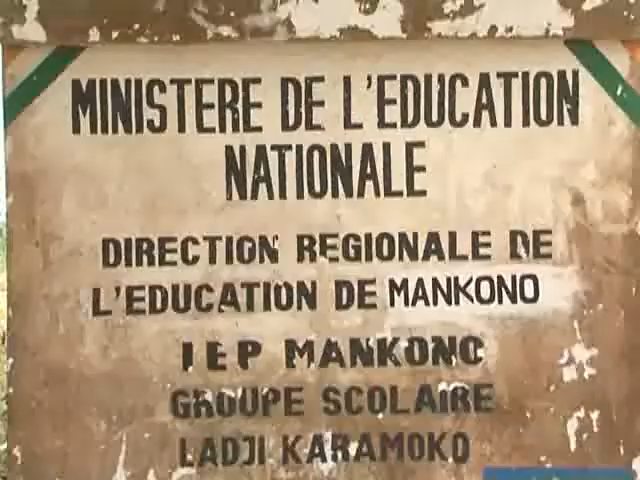 MINISTERE DE L'EDUCATION
NATIONALE
DIRECTION REGIONALE DE
L'EDUCATION DE MANKONO
IEP MANKONO
GROUPE SCOLAIRE
LADJI KARAMOKO